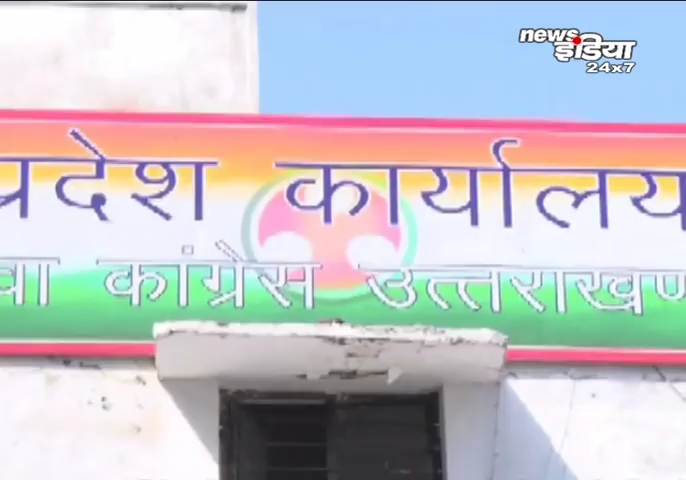 news
इंडिया
24x7
प्रदेश कार्यालय
वा कांग्रेस उत्तराखण